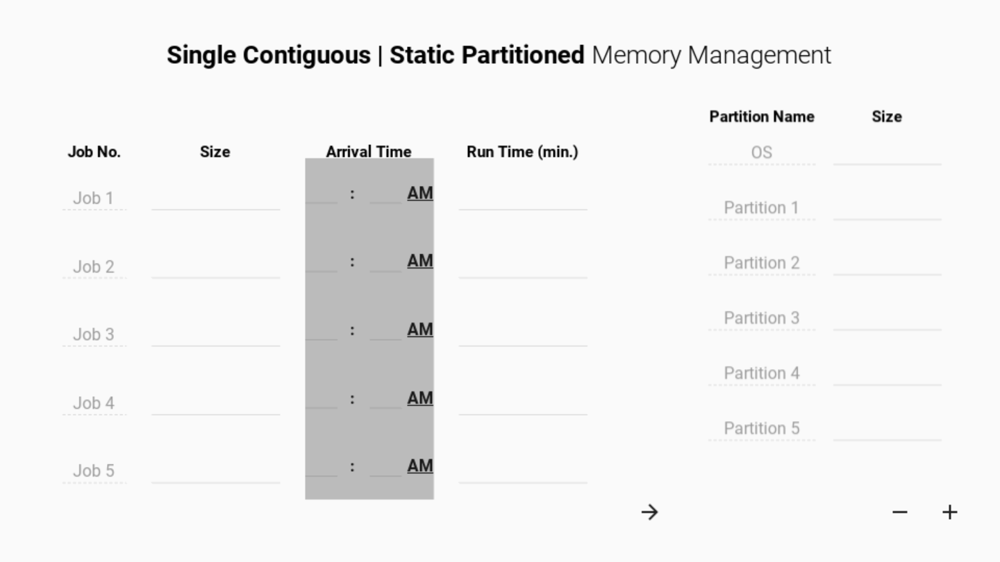 Single Contiguous | Static Partitioned Memory Management
Partition Name Size
Job No. Size Arrival Time Run Time (min.)
OS
Job 1 : AM
Partition 1
Job 2 : AM
Partition 2
Job 3 : AM
Partition 3
Job 4 : AM
Partition 4
Job 5 : AM
Partition 5